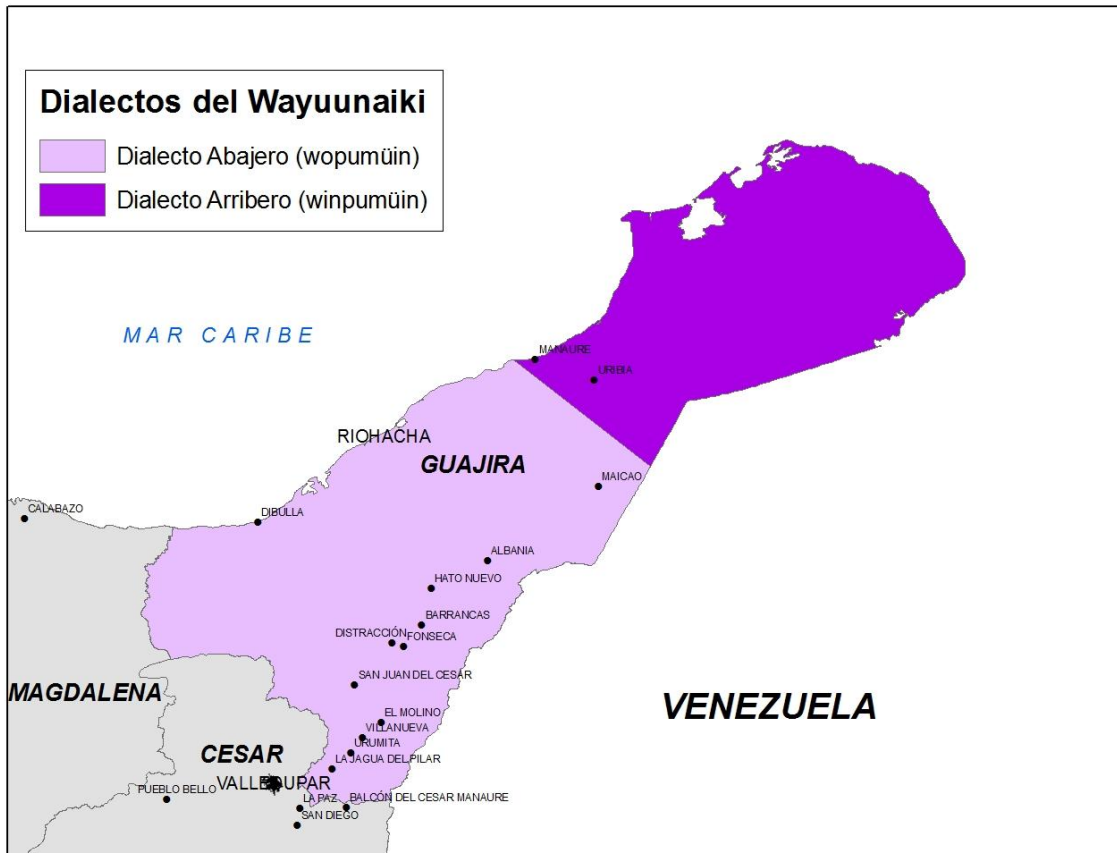 Dialectos del Wayuunaiki
Dialecto Abajero (wopumüin)
Dialecto Arribero (winpumüin)
MAR CARIBE
MANAURE
URIBIA
RIOHACHA
GUAJIRA
MAICAO
CALABAZO
DIBULLA
ALBANIA
HATO NUEVO
BARRANCAS
DISTRACCIÓN
FONSECA
SAN JUAN DEL CESAR
MAGDALENA
VENEZUELA
EL MOLINO
VILLANUEVA
URUMITA
CESAR
LA JAGUA DEL PILAR
VALLEDUPAR
PUEBLO BELLO
LA PAZ
BALCÓN DEL CESAR MANAURE
SAN DIEGO